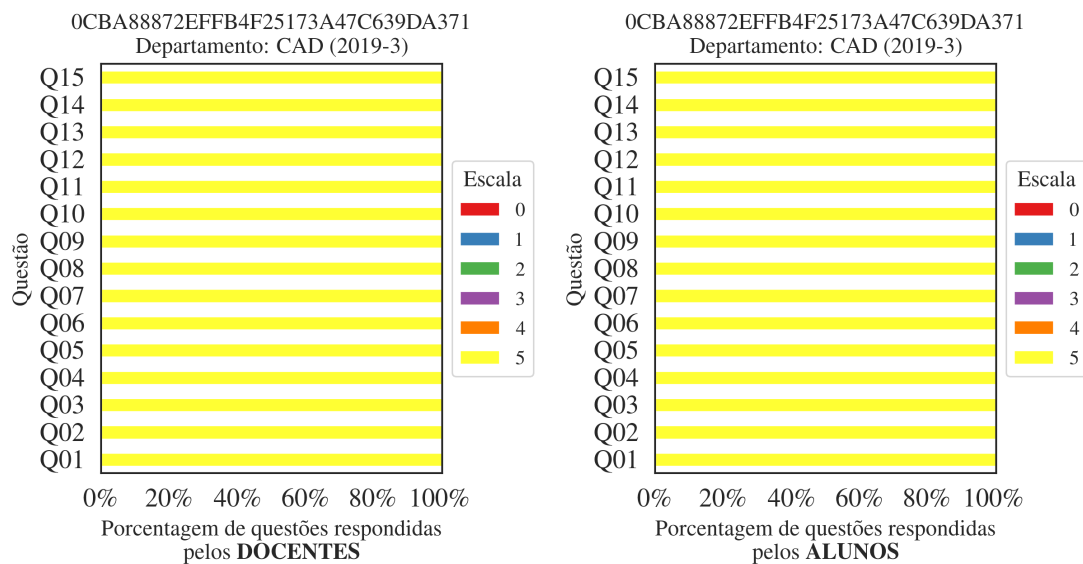 0CBA88872EFFB4F25173A47C639DA371
Departamento: CAD (2019-3)
Questão
Q15
Q14
Q13
Q12
Q11
Q10
Q09
Q08
Q07
Q06
Q05
Q04
Q03
Q02
Q01
0% 20% 40% 60% 80% 100%
Porcentagem de questões respondidas
pelos DOCENTES
Escala
0
1
2
3
4
5
0CBA88872EFFB4F25173A47C639DA371
Departamento: CAD (2019-3)
Questão
Q15
Q14
Q13
Q12
Q11
Q10
Q09
Q08
Q07
Q06
Q05
Q04
Q03
Q02
Q01
0% 20% 40% 60% 80% 100%
Porcentagem de questões respondidas
pelos ALUNOS
Escala
0
1
2
3
4
5